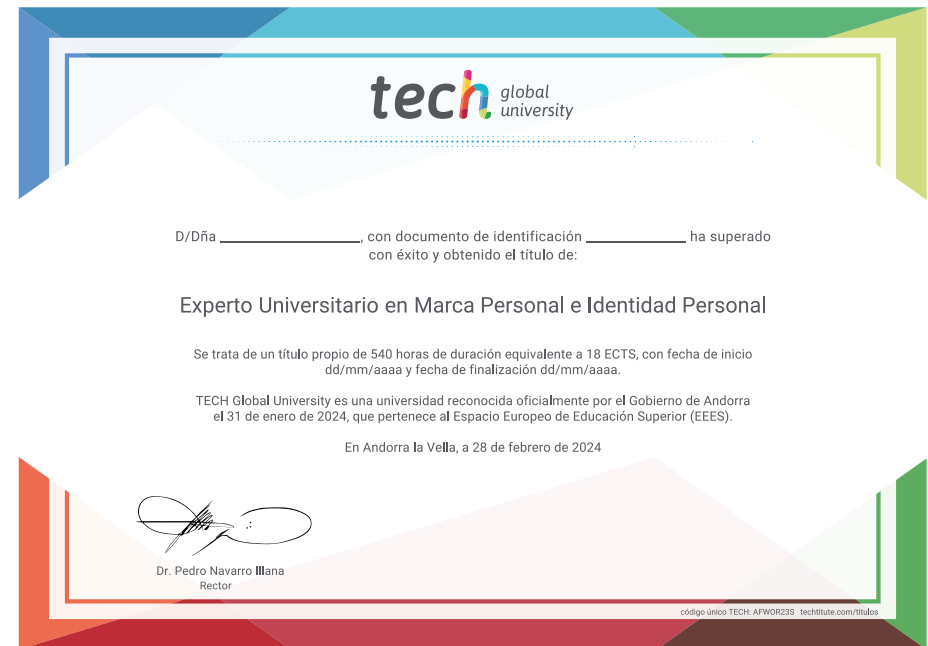 tech global university
D/Dña ____________, con documento de identificación __________ ha superado
con éxito y obtenido el título de:
Experto Universitario en Marca Personal e Identidad Personal
Se trata de un título propio de 540 horas de duración equivalente a 18 ECTS, con fecha de inicio
dd/mm/aaaa y fecha de finalización dd/mm/aaaa.
TECH Global University es una universidad reconocida oficialmente por el Gobierno de Andorra
el 31 de enero de 2024, que pertenece al Espacio Europeo de Educación Superior (EEES).
En Andorra la Vella, a 28 de febrero de 2024
Dr. Pedro Navarro Illana
Rector
código único TECH: AFWOR23S techtitute.com/titulos